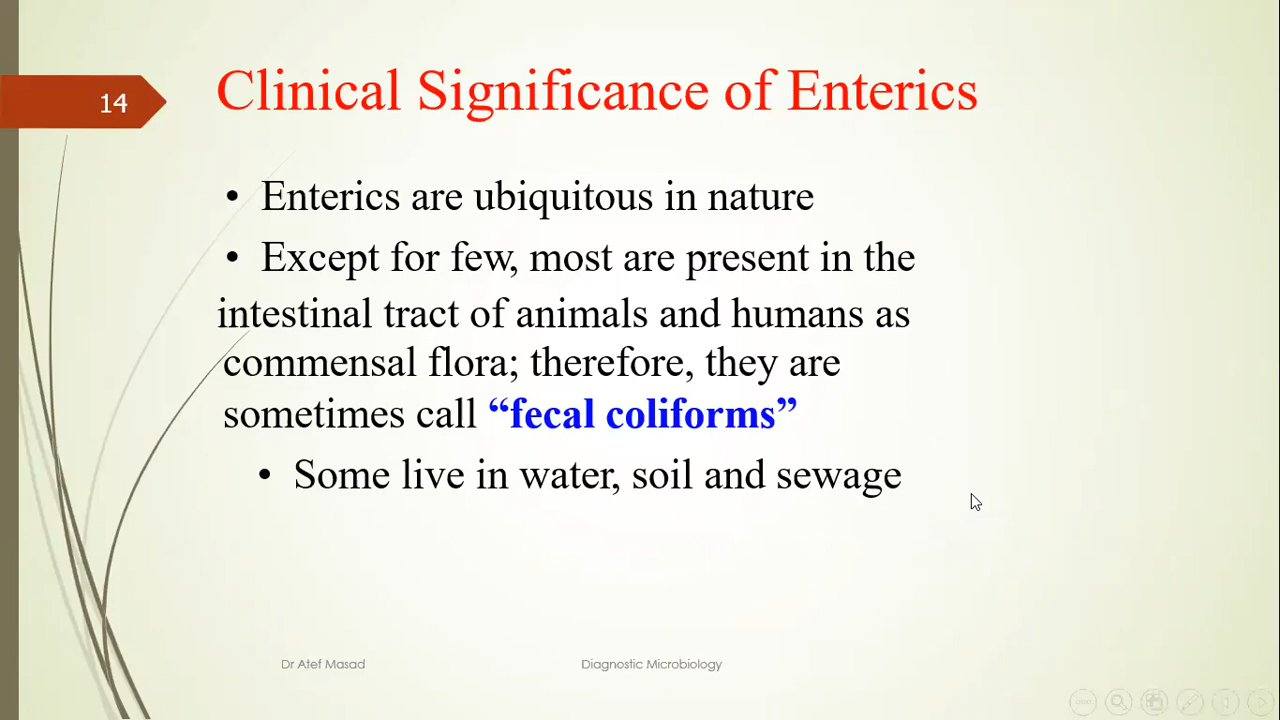 14
Clinical Significance of Enterics
• Enterics are ubiquitous in nature
• Except for few, most are present in the
intestinal tract of animals and humans as
commensal flora; therefore, they are
sometimes call “fecal coliforms”
• Some live in water, soil and sewage
Dr Atef Masad
Diagnostic Microbiology